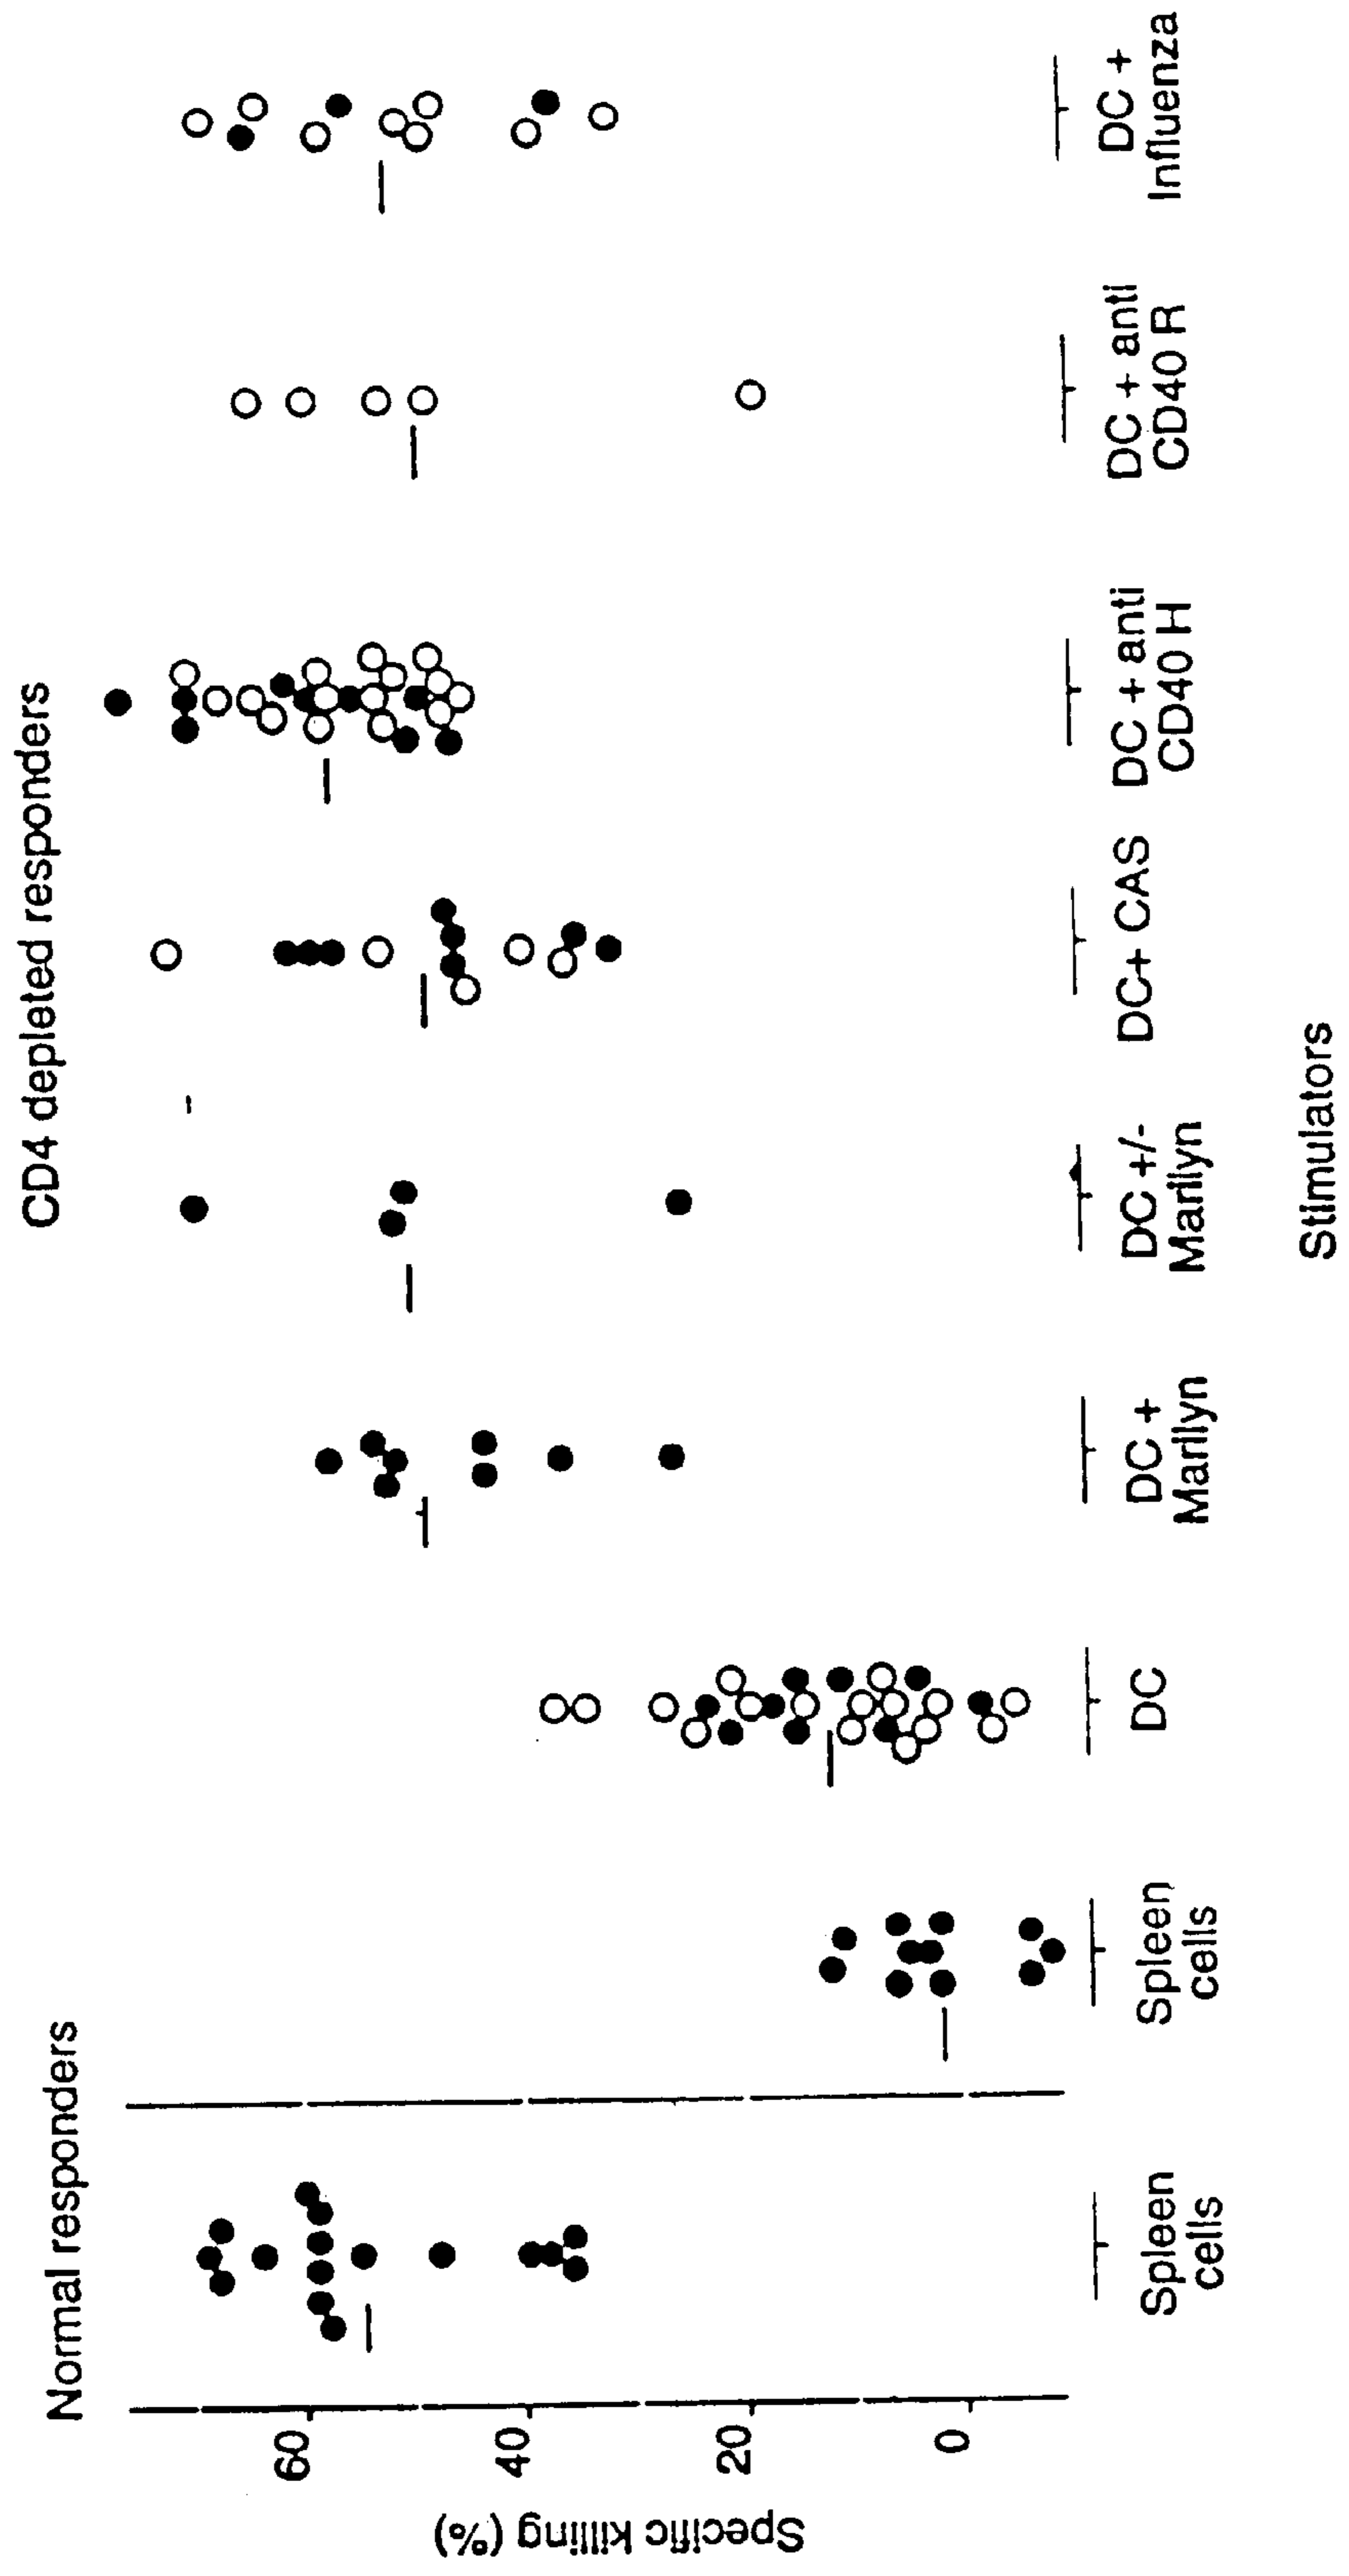 Normal responders
CD4 depleted responders
Specific killing (%)
60
40
20
0
Spleen
cells
Spleen
cells
DC
DC +
Marilyn
DC +/-
Marilyn
DC+ CAS
DC + anti
CD40 H
DC + anti
CD40 R
DC +
Influenza
Stimulators